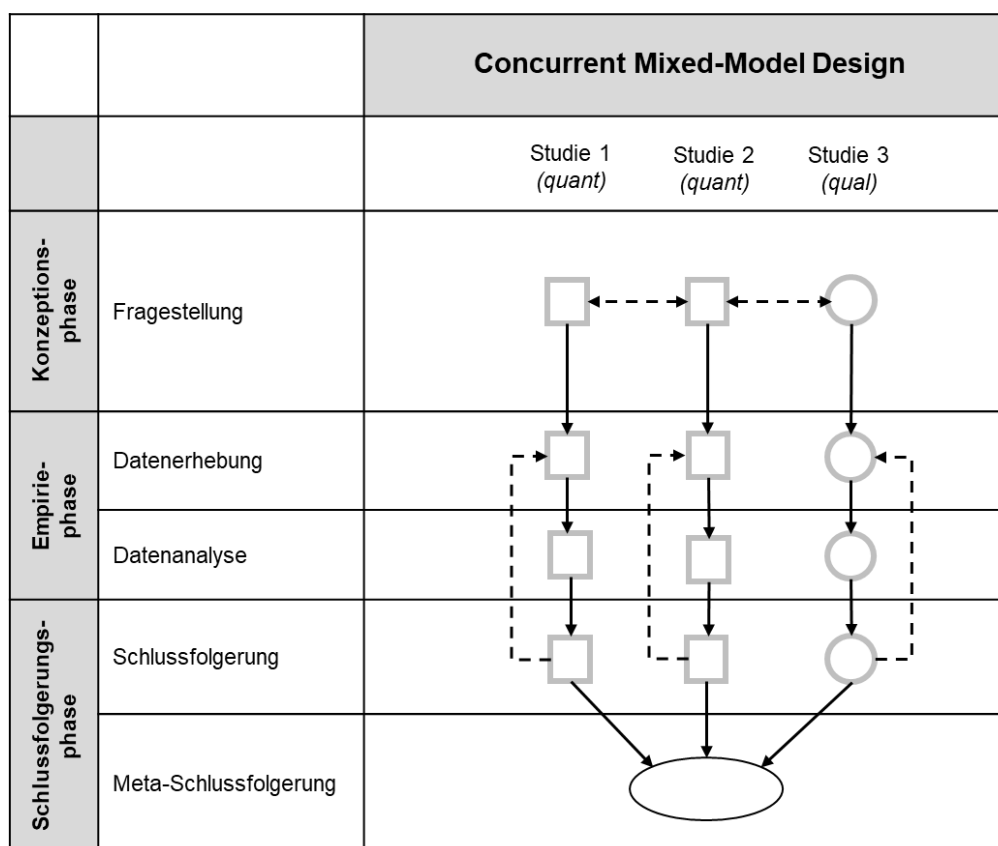 Concurrent Mixed-Model Design
Studie 1
(quant)
Studie 2
(quant)
Studie 3
(qual)
Konzeptions-
phase
Fragestellung
Empirie-
phase
Datenerhebung
Datenanalyse
Schlussfolgerungs-
phase
Schlussfolgerung
Meta-Schlussfolgerung